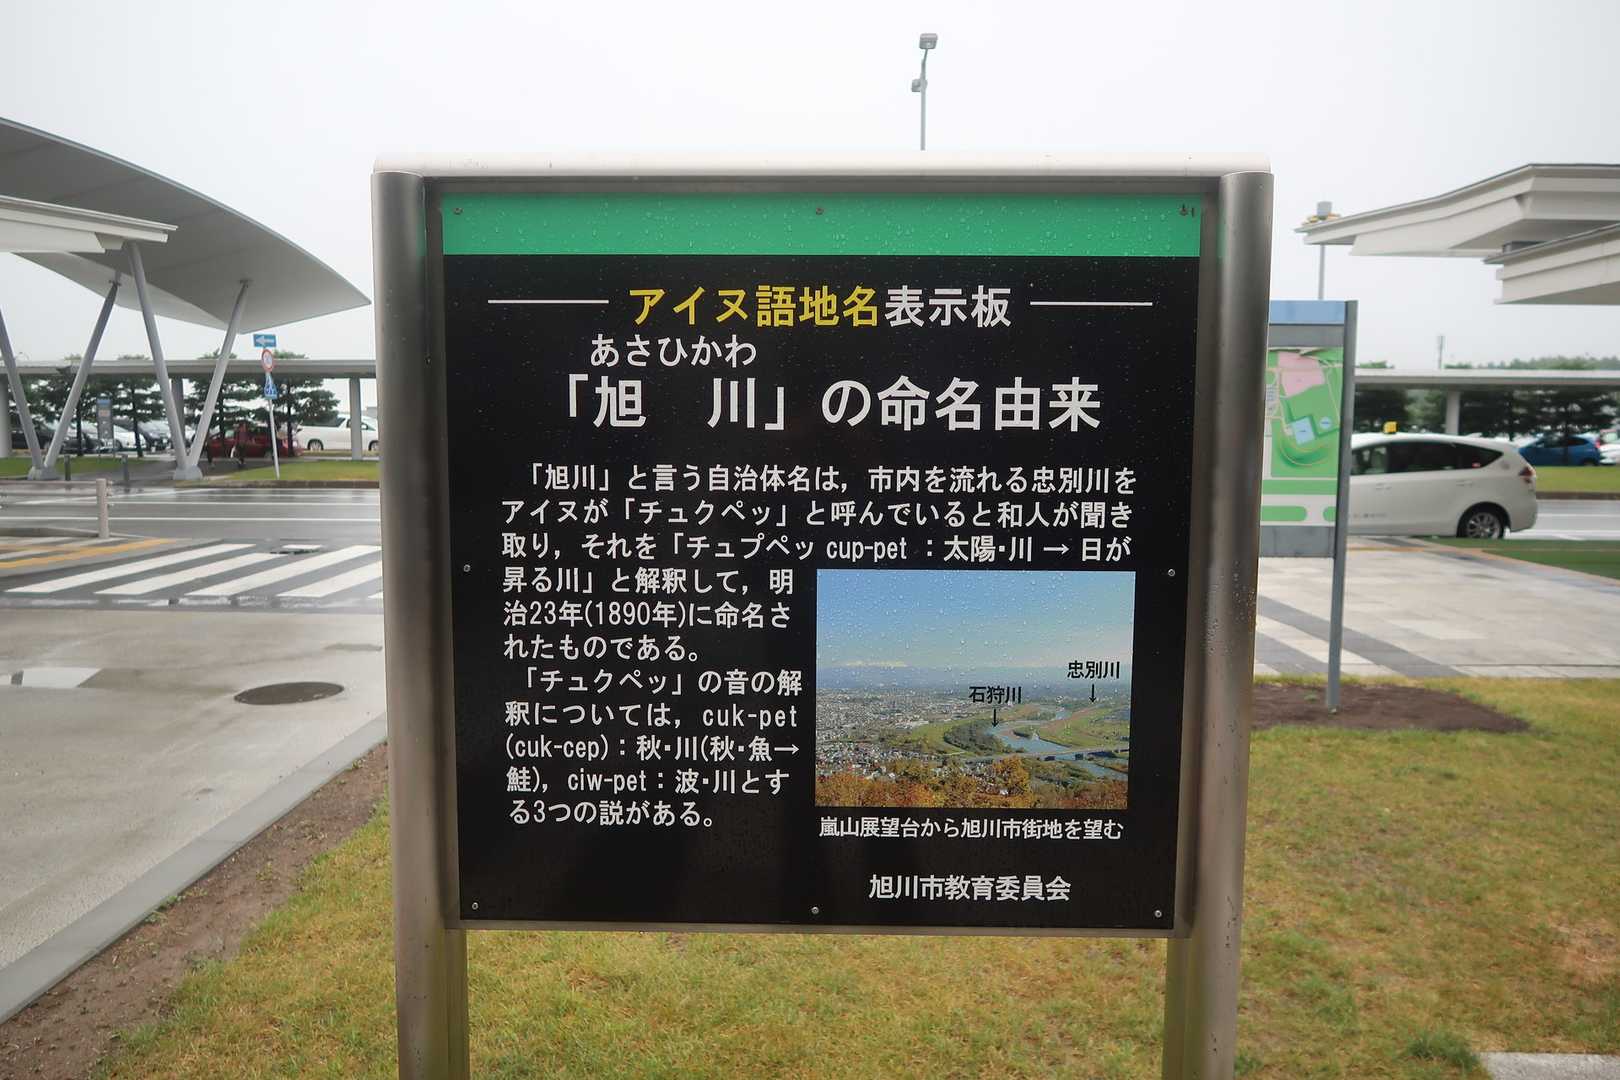 アイヌ語地名表示板
あさひかわ
「旭　川」の命名由来
「旭川」と言う自治体名は，市内を流れる忠別川を
アイヌが「チュクペッ」と呼んでいると和人が聞き
取り，それを「チュプペッ cup-pet ：太陽・川 → 日が
昇る川」と解釈して，明
治23年(1890年)に命名さ
れたものである。
「チュクペッ」の音の解
釈については，cuk-pet
(cuk-cep)：秋・川(秋・魚→
鮭)，ciw-pet：波・川とす
る3つの説がある。
忠別川
↓
石狩川
↓
嵐山展望台から旭川市街地を望む
旭川市教育委員会